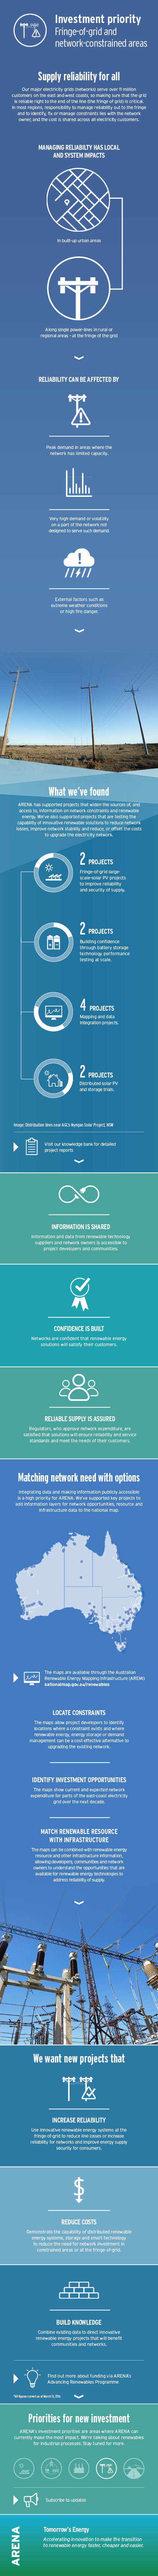 Investment priority
Fringe-of-grid and
network-constrained areas
Supply reliability for all
Our major electricity grids (networks) serve over 11 million
customers on the east and west coasts, so making sure that the grid
is reliable right to the end of the line (the fringe of grid) is critical.
In most regions, responsibility to manage reliability out to the fringe
and to identify, fix or manage constraints lies with the network
owner, and the cost is shared across all electricity customers.
MANAGING RELIABILTY HAS LOCAL
AND SYSTEM IMPACTS
In built-up urban areas
Along single power-lines in rural or
regional areas - at the fringe of the grid
RELIABILITY CAN BE AFFECTED BY
Peak demand in areas where the
network has limited capacity.
Very high demand or volatility
on a part of the network not
designed to serve such demand.
External factors such as
extreme weather conditions
or high fire danger.
What we've found
ARENA has supported projects that widen the sources of, and
access to, information on network constraints and renewable
energy. We've also supported projects that are testing the
capability of innovative renewable solutions to reduce network
losses, improve network stability and reduce, or offset the costs
to upgrade the electricity network.
2 PROJECTS
Fringe-of-grid large-
scale-solar PV projects
to improve reliability
and security of supply.
2 PROJECTS
Building confidence
through battery storage
technology performance
testing at scale.
4 PROJECTS
Mapping and data
integration projects.
2 PROJECTS
Distributed solar PV
and storage trials.
Image: Distribution lines near AGL's Nyngan Solar Project, NSW
Visit our knowledge bank for detailed
project reports
INFORMATION IS SHARED
Information and data from renewable technology
suppliers and network owners is accessible to
project developers and communities.
CONFIDENCE IS BUILT
Networks are confident that renewable energy
solutions will satisfy their customers.
RELIABLE SUPPLY IS ASSURED
Regulators, who approve network expenditure, are
satisfied that solutions will ensure reliability and service
standards and meet the needs of their customers.
Matching network need with options
Integrating data and making information publicly accessible
is a high priority for ARENA. We've supported key projects to
add information layers for network opportunities, resource and
infrastructure data to the national map.
The maps are available through the Australian
Renewable Energy Mapping Infrastructure (AREMI)
nationalmap.gov.au/renewables
LOCATE CONSTRAINTS
The maps allow project developers to identify
locations where a constraint exists and where
renewable energy, energy storage and demand
management can be a cost effective alternative to
upgrading the existing network.
IDENTIFY INVESTMENT OPPORTUNITIES
The maps show current and expected network
expenditure for parts of the east-coast electricity
grid over the next decade.
MATCH RENEWABLE RESOURCE
WITH INFRASTRUCTURE
The maps can be combined with renewable energy
resource and other infrastructure information,
allowing developers, communities and network
owners to understand the opportunities that are
available for renewable energy technologies to
address reliability of supply.
We want new projects that
INCREASE RELIABILITY
Use innovative renewable energy systems at the
fringe-of-grid to reduce line losses or increase
reliability for networks and improve energy supply
security for consumers.
REDUCE COSTS
Demonstrate the capability of distributed renewable
energy systems, storage and smart technology
to reduce the need for network investment in
constrained areas or at the fringe-of-grid.
BUILD KNOWLEDGE
Combine existing data to direct innovative
renewable energy projects that will benefit
communities and networks.
Find out more about funding via ARENA's
Advancing Renewables Programme
Priorities for new investment
ARENA's investment priorities are areas where ARENA can
currently make the most impact. We're talking about renewables
for industrial processes. Stay tuned for more.
Subscribe to updates
ARENA
Tomorrow's Energy
Accelerating innovation to make the transition
to renewable energy faster, cheaper and easier.